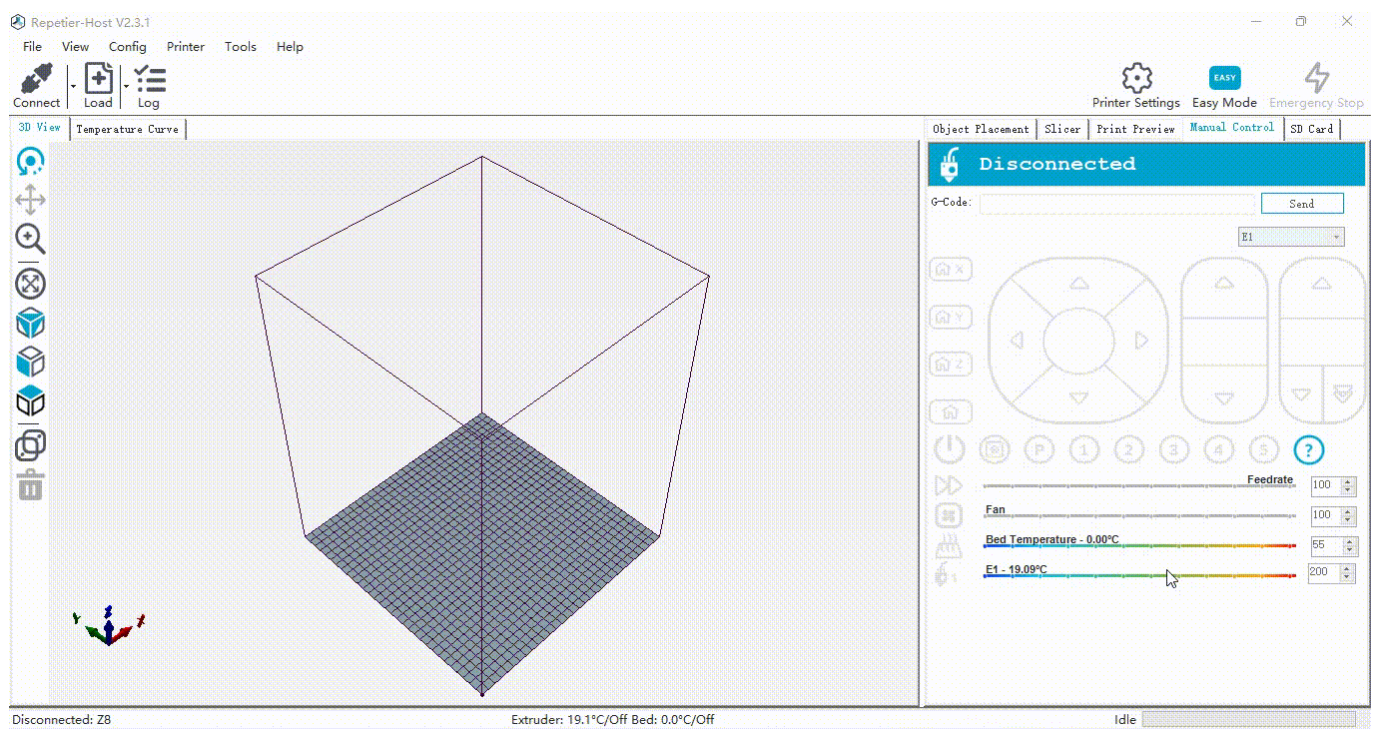 Repetier-Host V2.3.1
File View Config Printer Tools Help
Connect Load Log
Printer Settings EASY Easy Mode Emergency Stop
3D View Temperature Curve
Object Placement Slicer Print Preview Manual Control SD Card
Disconnected
G-Code: Send
E1
X
Y
Z
P 1 2 3 4 5 ?
Feedrate 100
Fan 100
Bed Temperature - 0.00°C 55
1 E1 - 19.09°C 200
Y Z X
Disconnected: Z8 Extruder: 19.1°C/Off Bed: 0.0°C/Off Idle